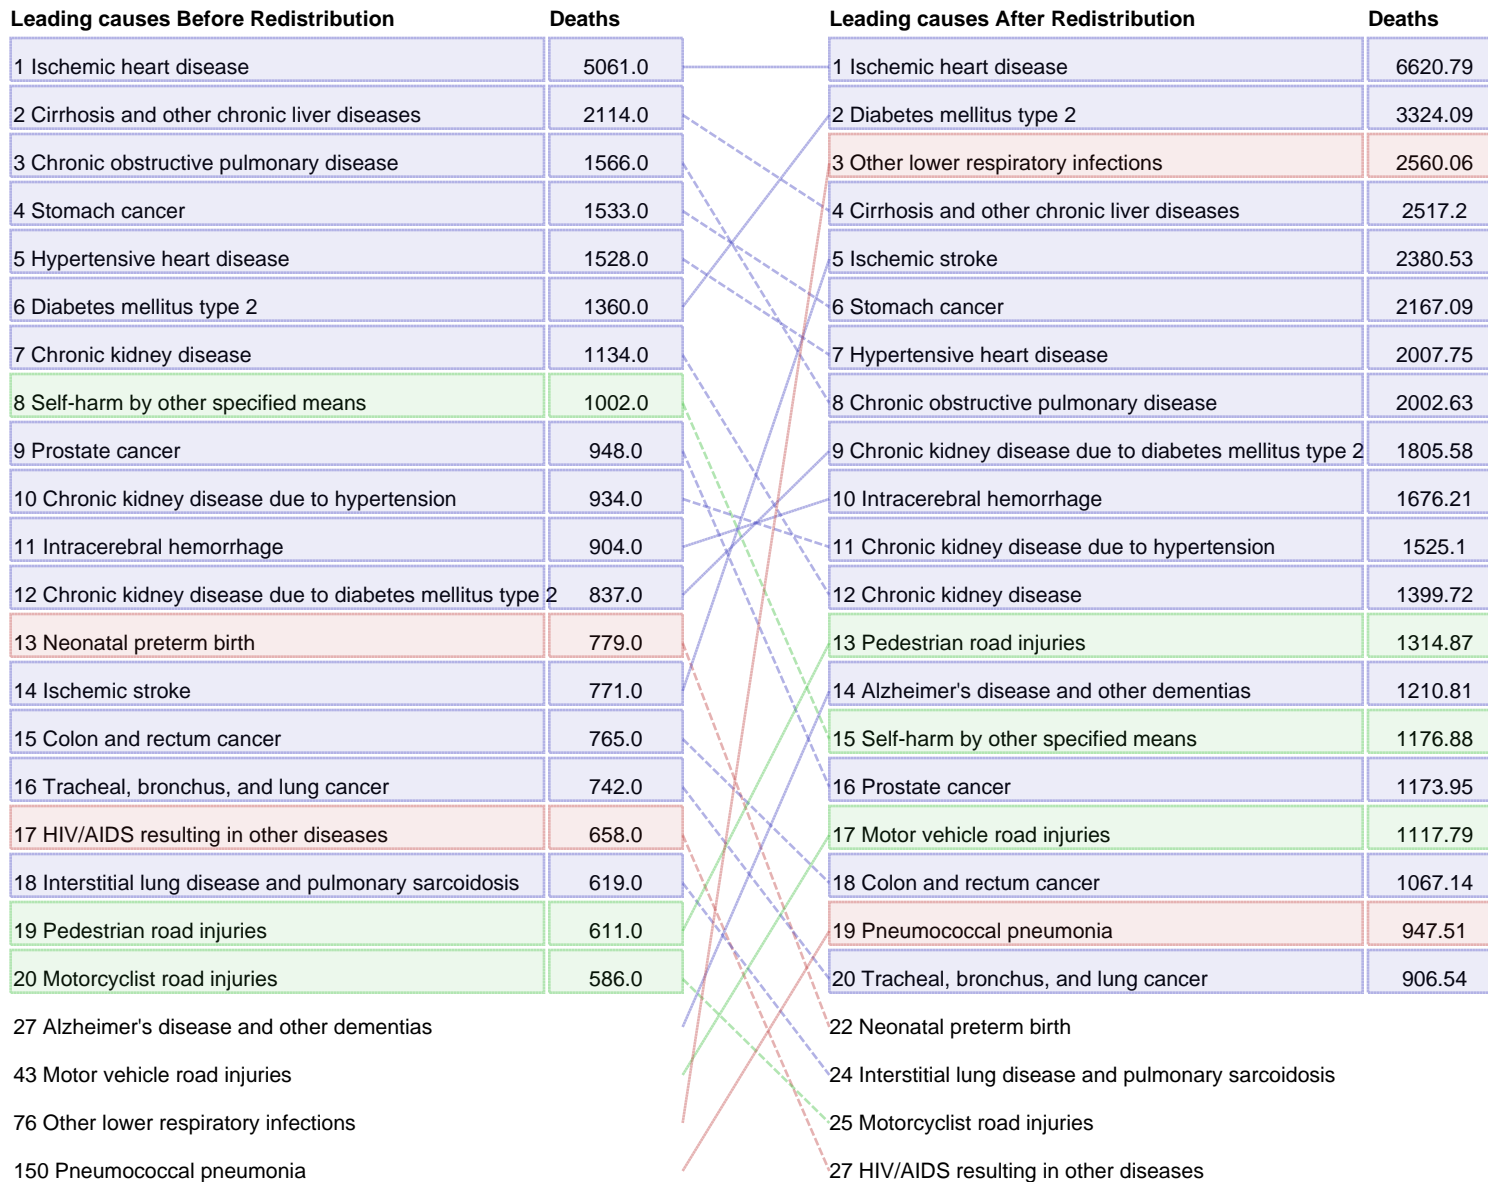 Leading causes Before Redistribution Deaths Leading causes After Redistribution Deaths
1 Ischemic heart disease 5061.0 1 Ischemic heart disease 6620.79
2 Cirrhosis and other chronic liver diseases 2114.0 2 Diabetes mellitus type 2 3324.09
3 Chronic obstructive pulmonary disease 1566.0 3 Other lower respiratory infections 2560.06
4 Stomach cancer 1533.0 4 Cirrhosis and other chronic liver diseases 2517.2
5 Hypertensive heart disease 1528.0 5 Ischemic stroke 2380.53
6 Diabetes mellitus type 2 1360.0 6 Stomach cancer 2167.09
7 Chronic kidney disease 1134.0 7 Hypertensive heart disease 2007.75
8 Self-harm by other specified means 1002.0 8 Chronic obstructive pulmonary disease 2002.63
9 Prostate cancer 948.0 9 Chronic kidney disease due to diabetes mellitus type 2 1805.58
10 Chronic kidney disease due to hypertension 934.0 10 Intracerebral hemorrhage 1676.21
11 Intracerebral hemorrhage 904.0 11 Chronic kidney disease due to hypertension 1525.1
12 Chronic kidney disease due to diabetes mellitus type 2 837.0 12 Chronic kidney disease 1399.72
13 Neonatal preterm birth 779.0 13 Pedestrian road injuries 1314.87
14 Ischemic stroke 771.0 14 Alzheimer's disease and other dementias 1210.81
15 Colon and rectum cancer 765.0 15 Self-harm by other specified means 1176.88
16 Tracheal, bronchus, and lung cancer 742.0 16 Prostate cancer 1173.95
17 HIV/AIDS resulting in other diseases 658.0 17 Motor vehicle road injuries 1117.79
18 Interstitial lung disease and pulmonary sarcoidosis 619.0 18 Colon and rectum cancer 1067.14
19 Pedestrian road injuries 611.0 19 Pneumococcal pneumonia 947.51
20 Motorcyclist road injuries 586.0 20 Tracheal, bronchus, and lung cancer 906.54
27 Alzheimer's disease and other dementias 22 Neonatal preterm birth
43 Motor vehicle road injuries 24 Interstitial lung disease and pulmonary sarcoidosis
76 Other lower respiratory infections 25 Motorcyclist road injuries
150 Pneumococcal pneumonia 27 HIV/AIDS resulting in other diseases